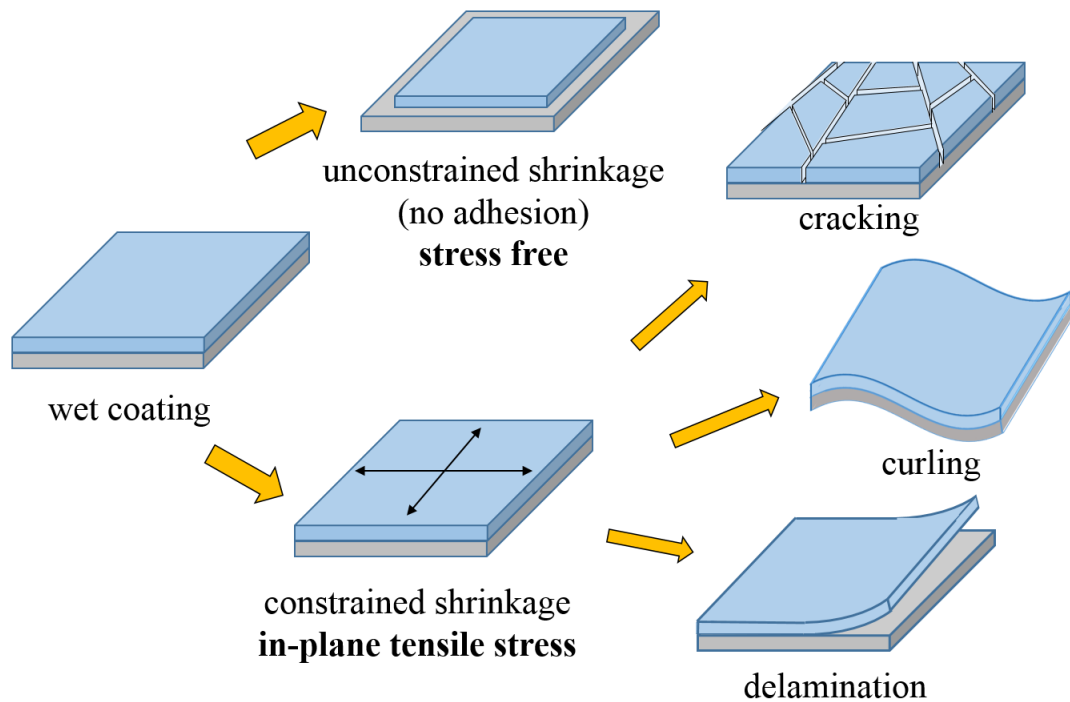 unconstrained shrinkage
(no adhesion)
stress free
cracking
wet coating
curling
constrained shrinkage
in-plane tensile stress
delamination